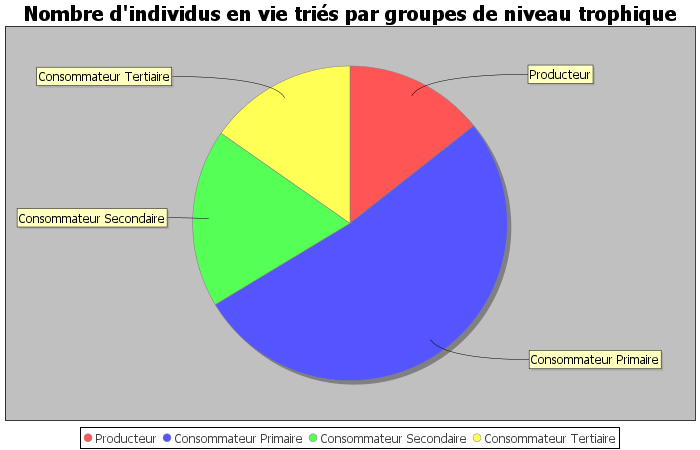 Nombre d'individus en vie triés par groupes de niveau trophique
Consommateur Tertiaire
Producteur
Consommateur Secondaire
Consommateur Primaire
Producteur Consommateur Primaire Consommateur Secondaire Consommateur Tertiaire